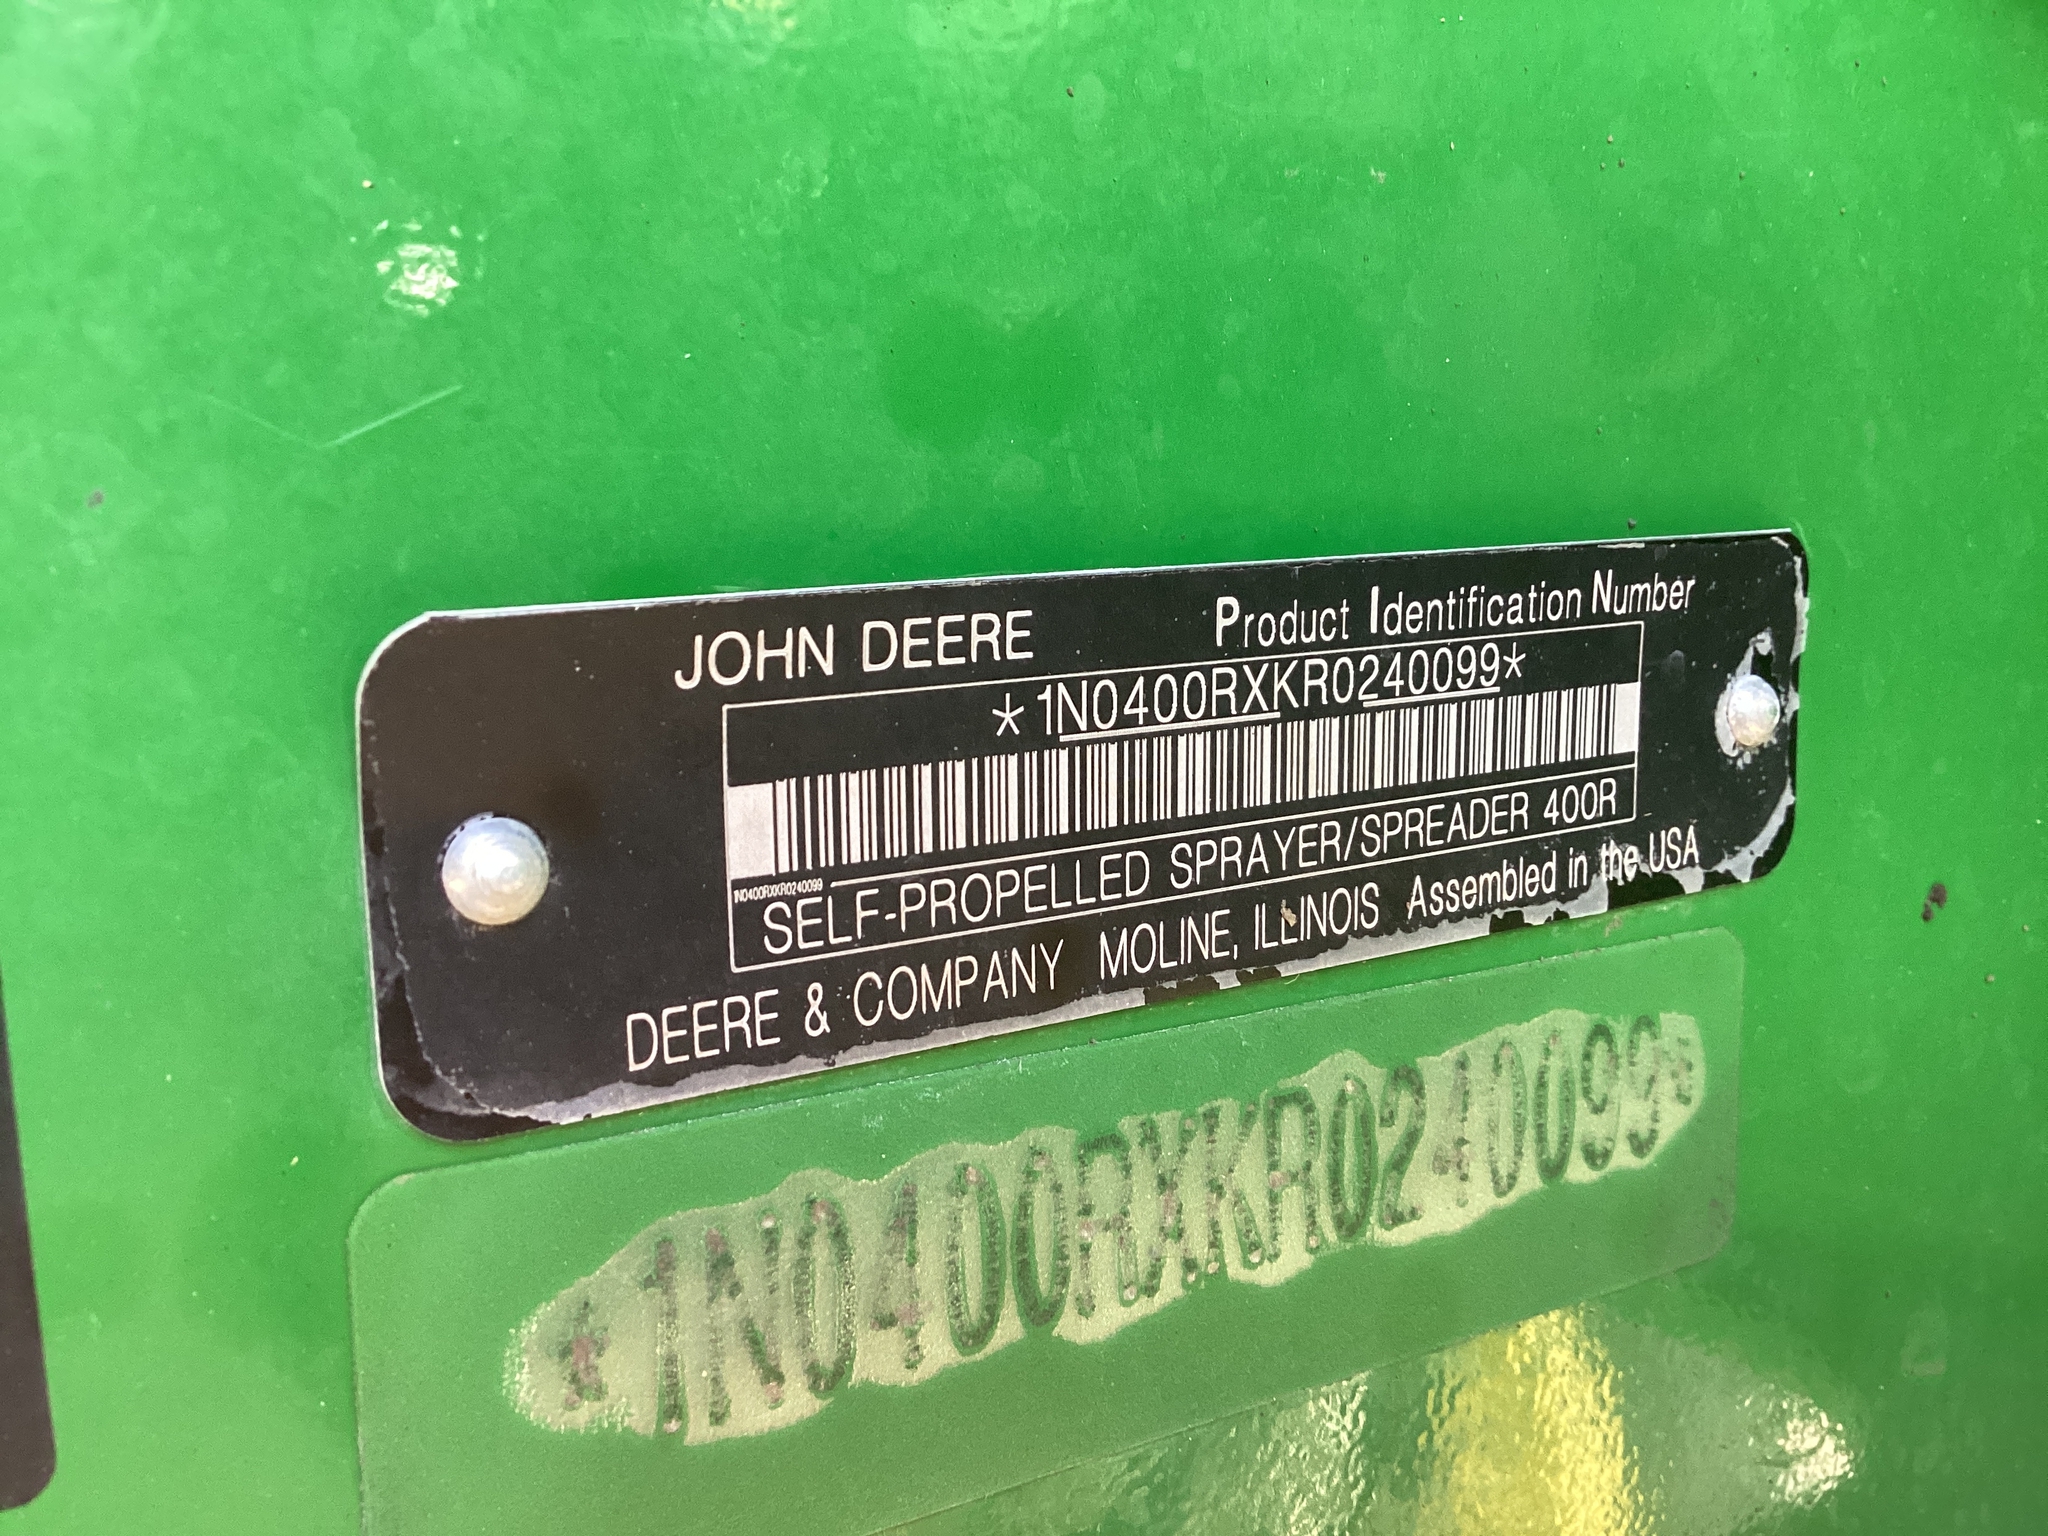 JOHN DEERE Product Identification Number
*1N0400RXKR0240099*
1N0400RXKR0240099
SELF-PROPELLED SPRAYER/SPREADER 400R
DEERE & COMPANY MOLINE, ILLINOIS Assembled in the USA
*1N0400RXKR0240099*